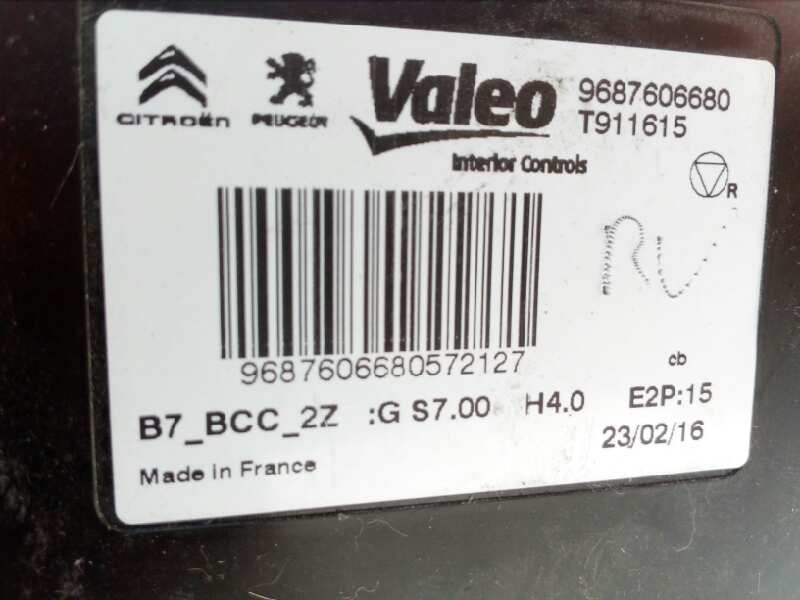 CITROËN PEUGEOT Valeo 9687606680
T911615
Interior Controls
R
RV
9687606680572127
cb
B7_BCC_2Z :G S7.00 H4.0 E2P:15
23/02/16
Made in France